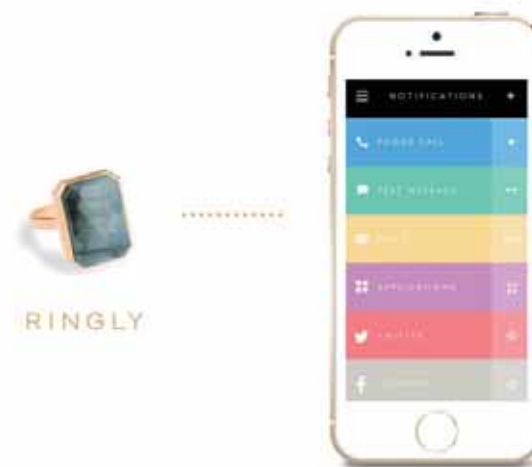 NOTIFICATIONS
PHONE CALL
TEXT MESSAGE
APPLICATIONS
TWITTER
RINGLY